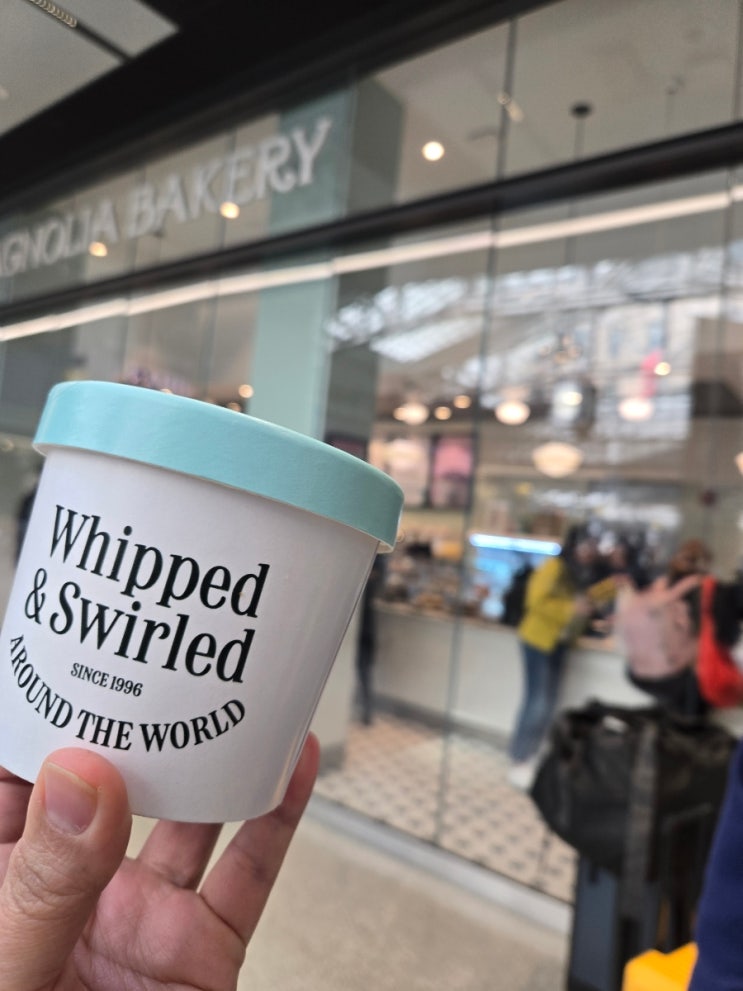 AGNOLIA BAKERY
Whipped
& Swirled
SINCE 1996
AROUND THE WORLD